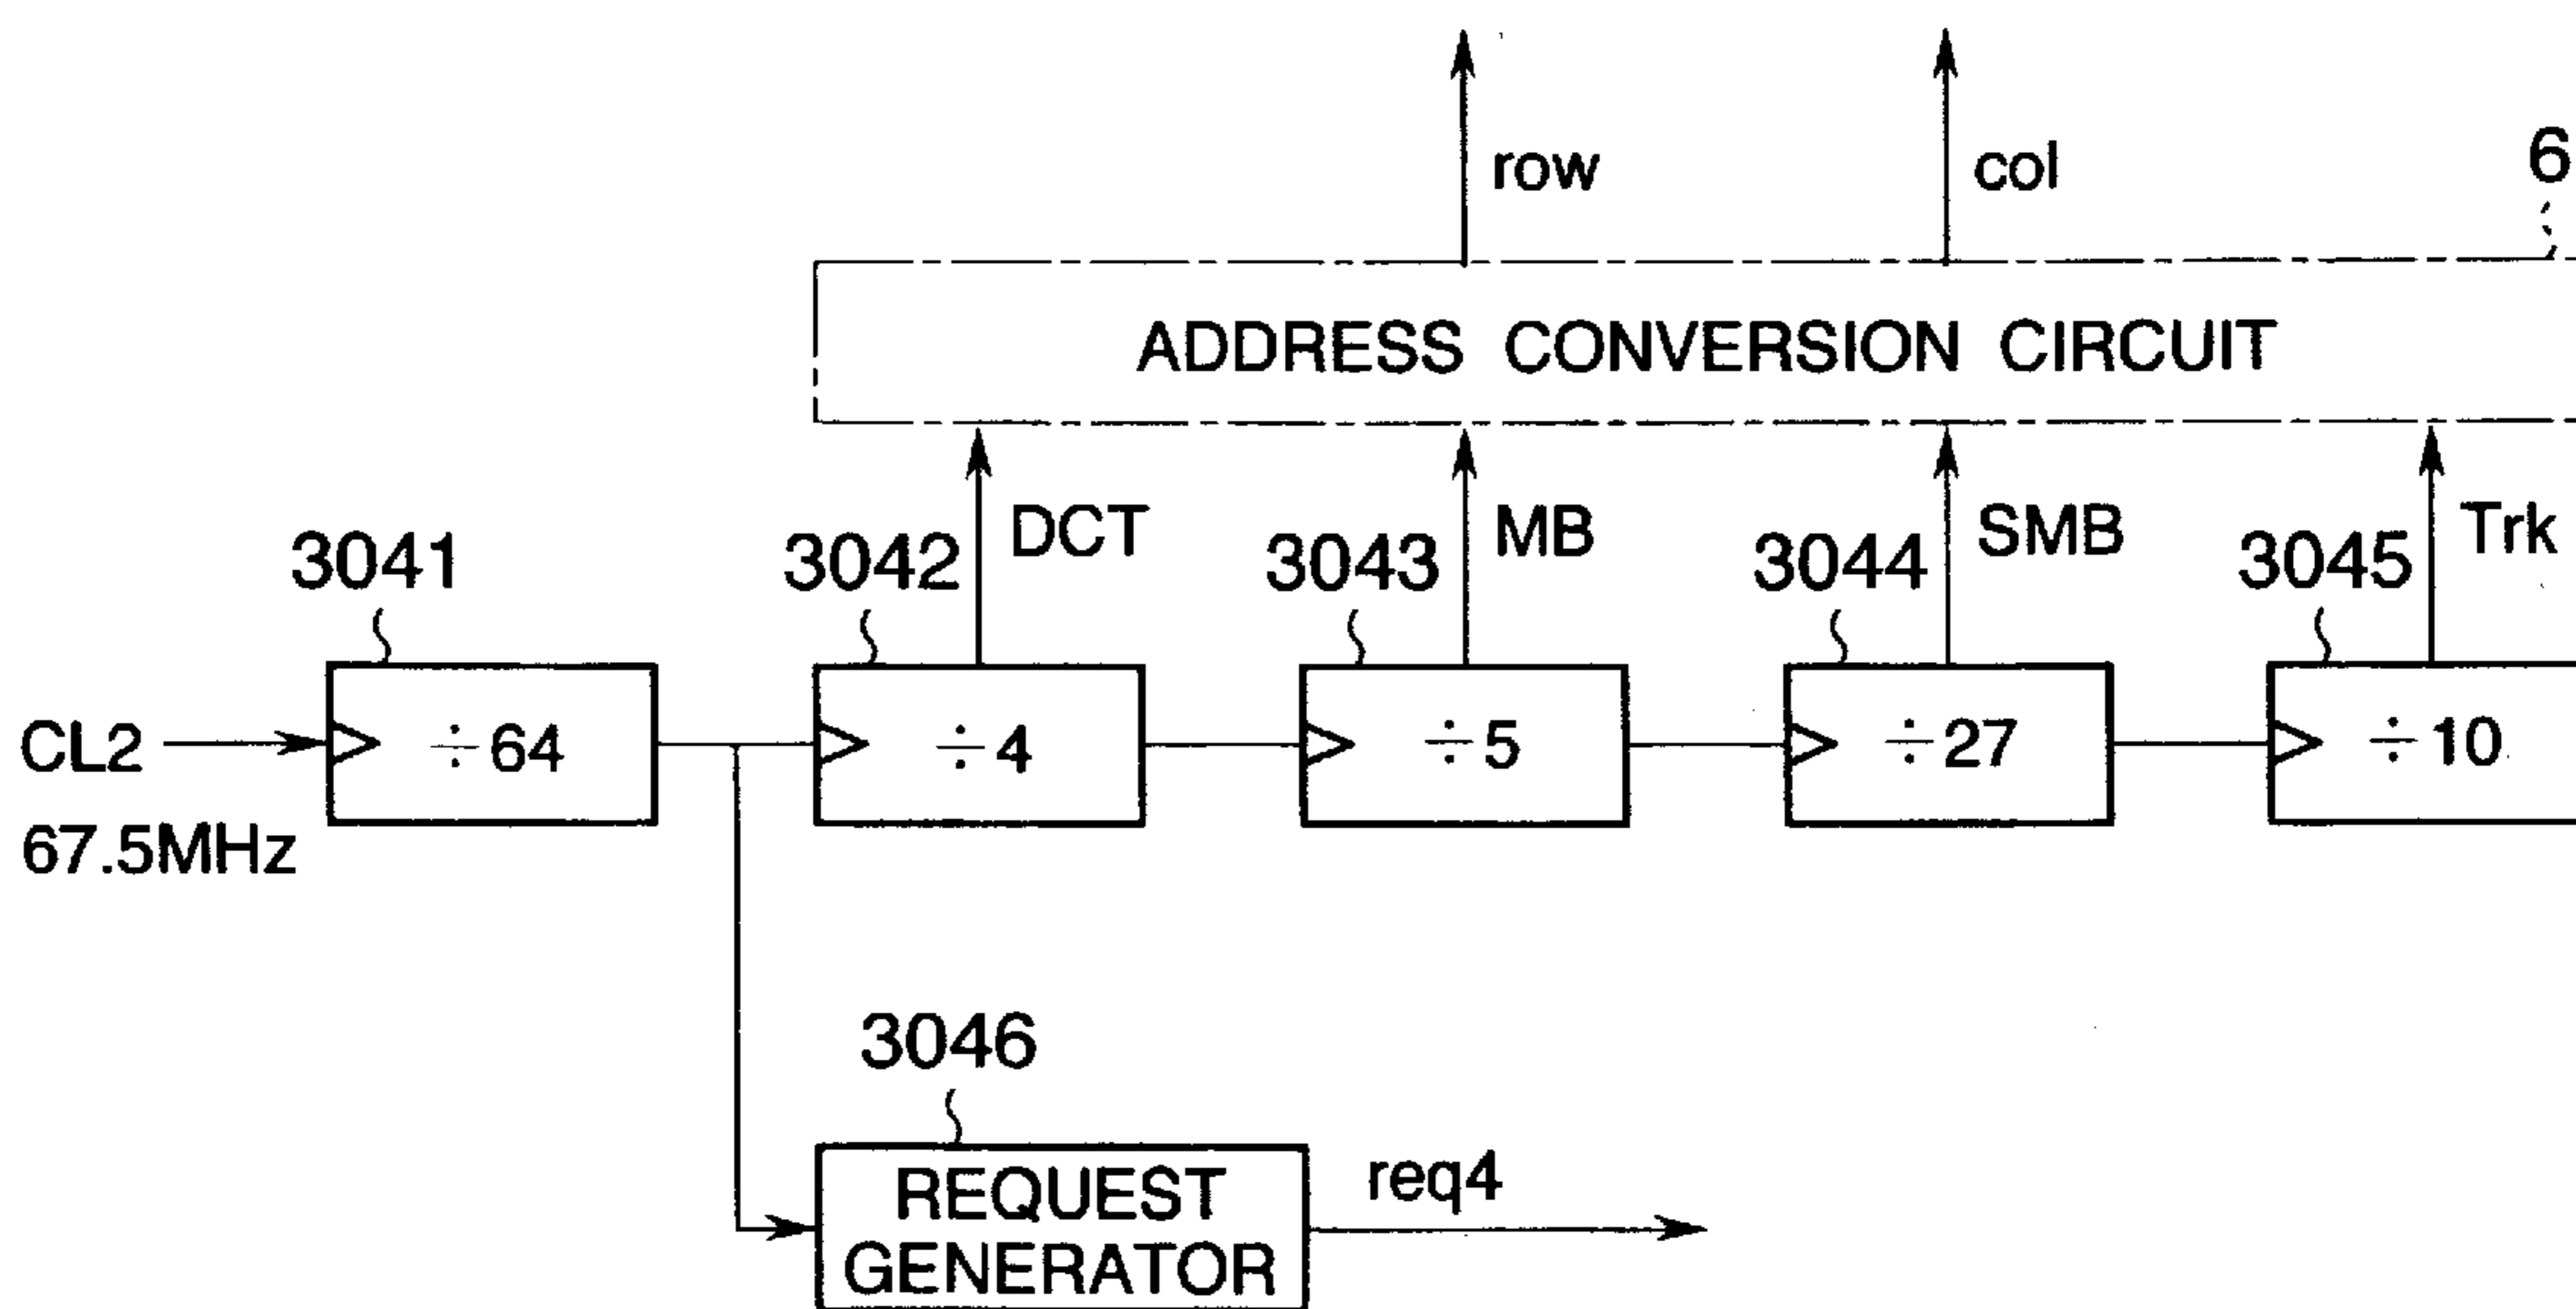 row
col
6
ADDRESS CONVERSION CIRCUIT
DCT
MB
SMB
Trk
3041
3042
3043
3044
3045
CL2
67.5MHz
÷64
÷4
÷5
÷27
÷10
3046
REQUEST
GENERATOR
req4